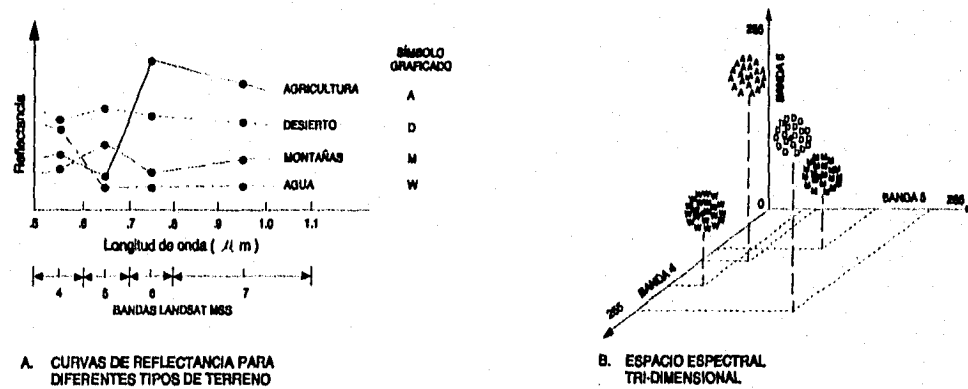 SÍMBOLO
GRAFICADO
AGRICULTURA A
DESIERTO D
MONTAÑAS M
AGUA W
Reflectancia
.5 .6 .7 .8 .9 1.0 1.1
Longitud de onda ( μ m )
4 5 6 7
BANDAS LANDSAT MSS
A. CURVAS DE REFLECTANCIA PARA
DIFERENTES TIPOS DE TERRENO
255
BANDA 6
0
BANDA 5 255
BANDA 4
255
B. ESPACIO ESPECTRAL
TRI-DIMENSIONAL